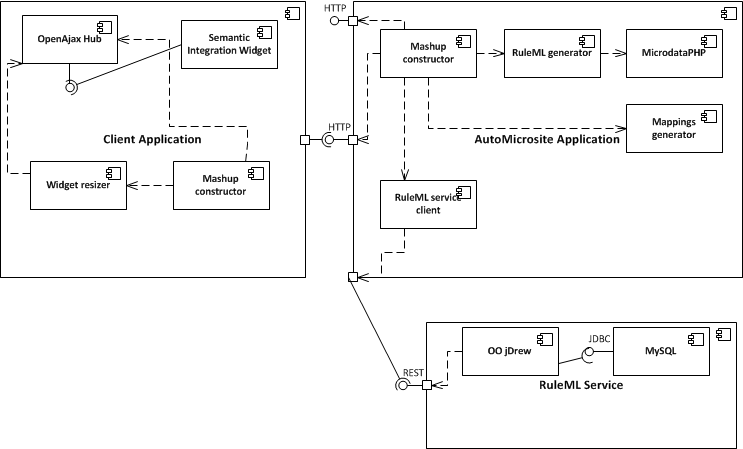 OpenAjax Hub
Semantic
Integration Widget
Client Application
Widget resizer
Mashup
constructor
HTTP
HTTP
Mashup
constructor
RuleML generator
MicrodataPHP
Mappings
generator
AutoMicrosite Application
RuleML service
client
REST
OO jDrew
JDBC
MySQL
RuleML Service